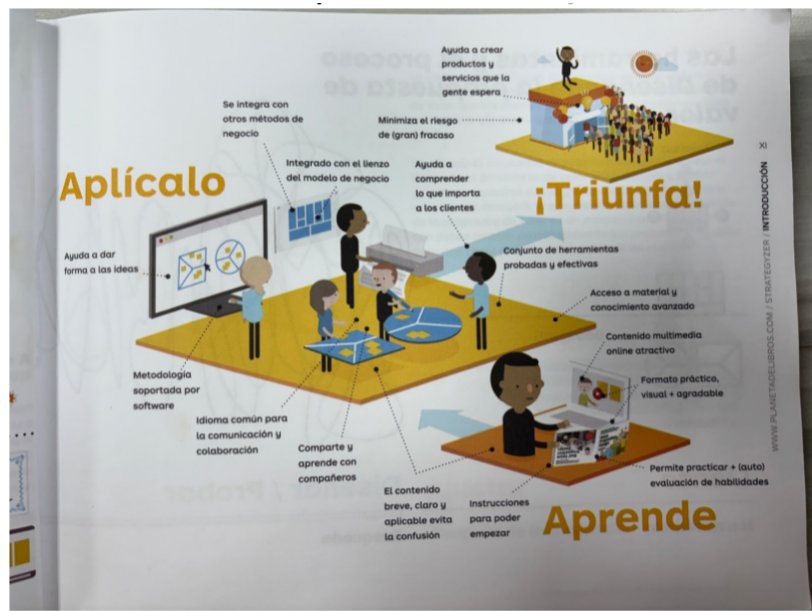 Ayuda a crear
productos y
servicios que la
gente espera
Se integra con
otros métodos de
negocio
Minimiza el riesgo
de (gran) fracaso
Integrado con el lienzo
del modelo de negocio
Ayuda a
comprender
lo que importa
a los clientes
Aplícalo
¡Triunfa!
Ayuda a dar
forma a las ideas
Conjunto de herramientas
probadas y efectivas
Acceso a material y
conocimiento avanzado
Contenido multimedia
online atractivo
Metodología
soportada por
software
Formato práctico,
visual + agradable
Idioma común para
la comunicación y
colaboración
Comparte y
aprende con
compañeros
Permite practicar + (auto)
evaluación de habilidades
El contenido
breve, claro y
aplicable evita
la confusión
Instrucciones
para poder
empezar
Aprende
XI
WWW.PLANETADELIBROS.COM / STRATEGYZER / INTRODUCCIÓN